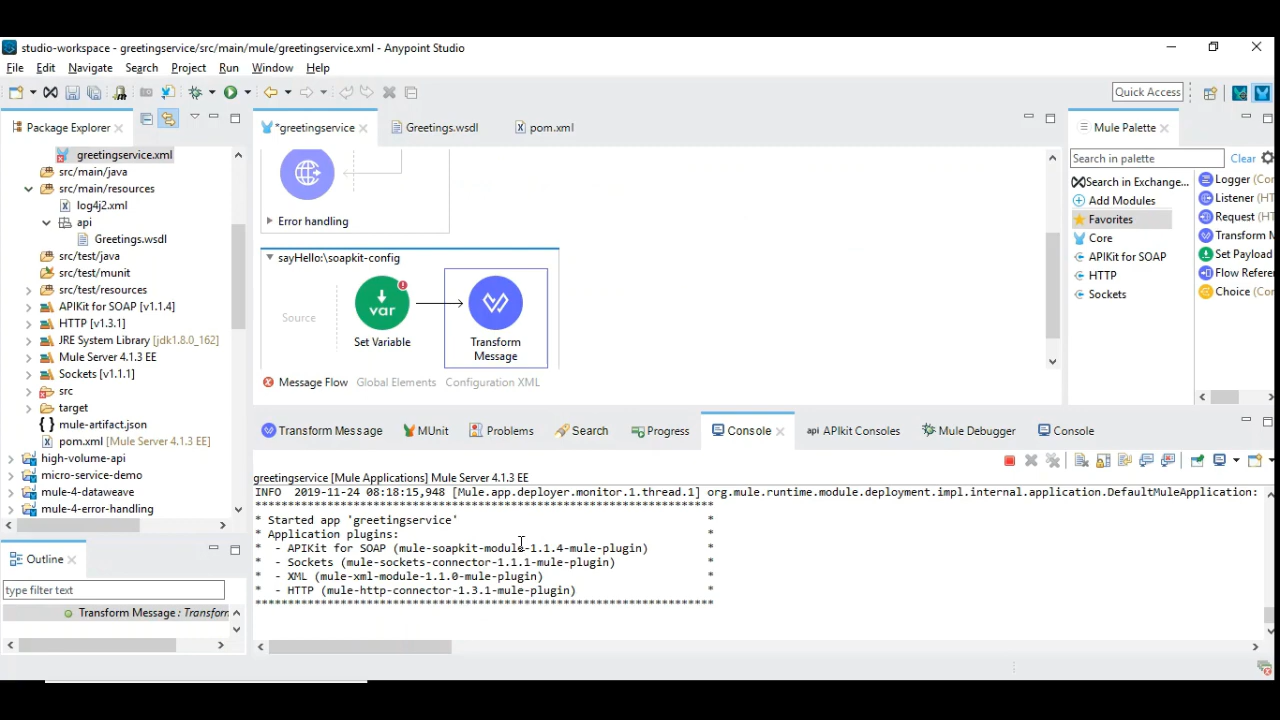 studio-workspace - greetingservice/src/main/mule/greetingservice.xml - Anypoint Studio
File Edit Navigate Search Project Run Window Help
Quick Access
Package Explorer
greetingservice.xml
src/main/java
src/main/resources
log4j2.xml
api
Greetings.wsdl
src/test/java
src/test/munit
src/test/resources
APIKit for SOAP [v1.1.4]
HTTP [v1.3.1]
JRE System Library [jdk1.8.0_162]
Mule Server 4.1.3 EE
Sockets [v1.1.1]
src
target
mule-artifact.json
pom.xml [Mule Server 4.1.3 EE]
high-volume-api
micro-service-demo
mule-4-dataweave
mule-4-error-handling
Outline
type filter text
Transform Message : Transform
*greetingservice
Greetings.wsdl
pom.xml
Error handling
sayHello:\soapkit-config
Source
var
Set Variable
Transform
Message
Message Flow Global Elements Configuration XML
Mule Palette
Search in palette
Clear
Search in Exchange...
Add Modules
Favorites
Core
APIKit for SOAP
HTTP
Sockets
Logger (Cor
Listener (HT
Request (HT
Transform M
Set Payload
Flow Refere
Choice (Cor
Transform Message
MUnit
Problems
Search
Progress
Console
api APIkit Consoles
Mule Debugger
Console
greetingservice [Mule Applications] Mule Server 4.1.3 EE
INFO 2019-11-24 08:18:15,948 [Mule.app.deployer.monitor.1.thread.1] org.mule.runtime.module.deployment.impl.internal.application.DefaultMuleApplication:
**********************************************************************
* Started app 'greetingservice' *
* Application plugins: *
* - APIKit for SOAP (mule-soapkit-module-1.1.4-mule-plugin) *
* - Sockets (mule-sockets-connector-1.1.1-mule-plugin) *
* - XML (mule-xml-module-1.1.0-mule-plugin) *
* - HTTP (mule-http-connector-1.3.1-mule-plugin) *
**********************************************************************